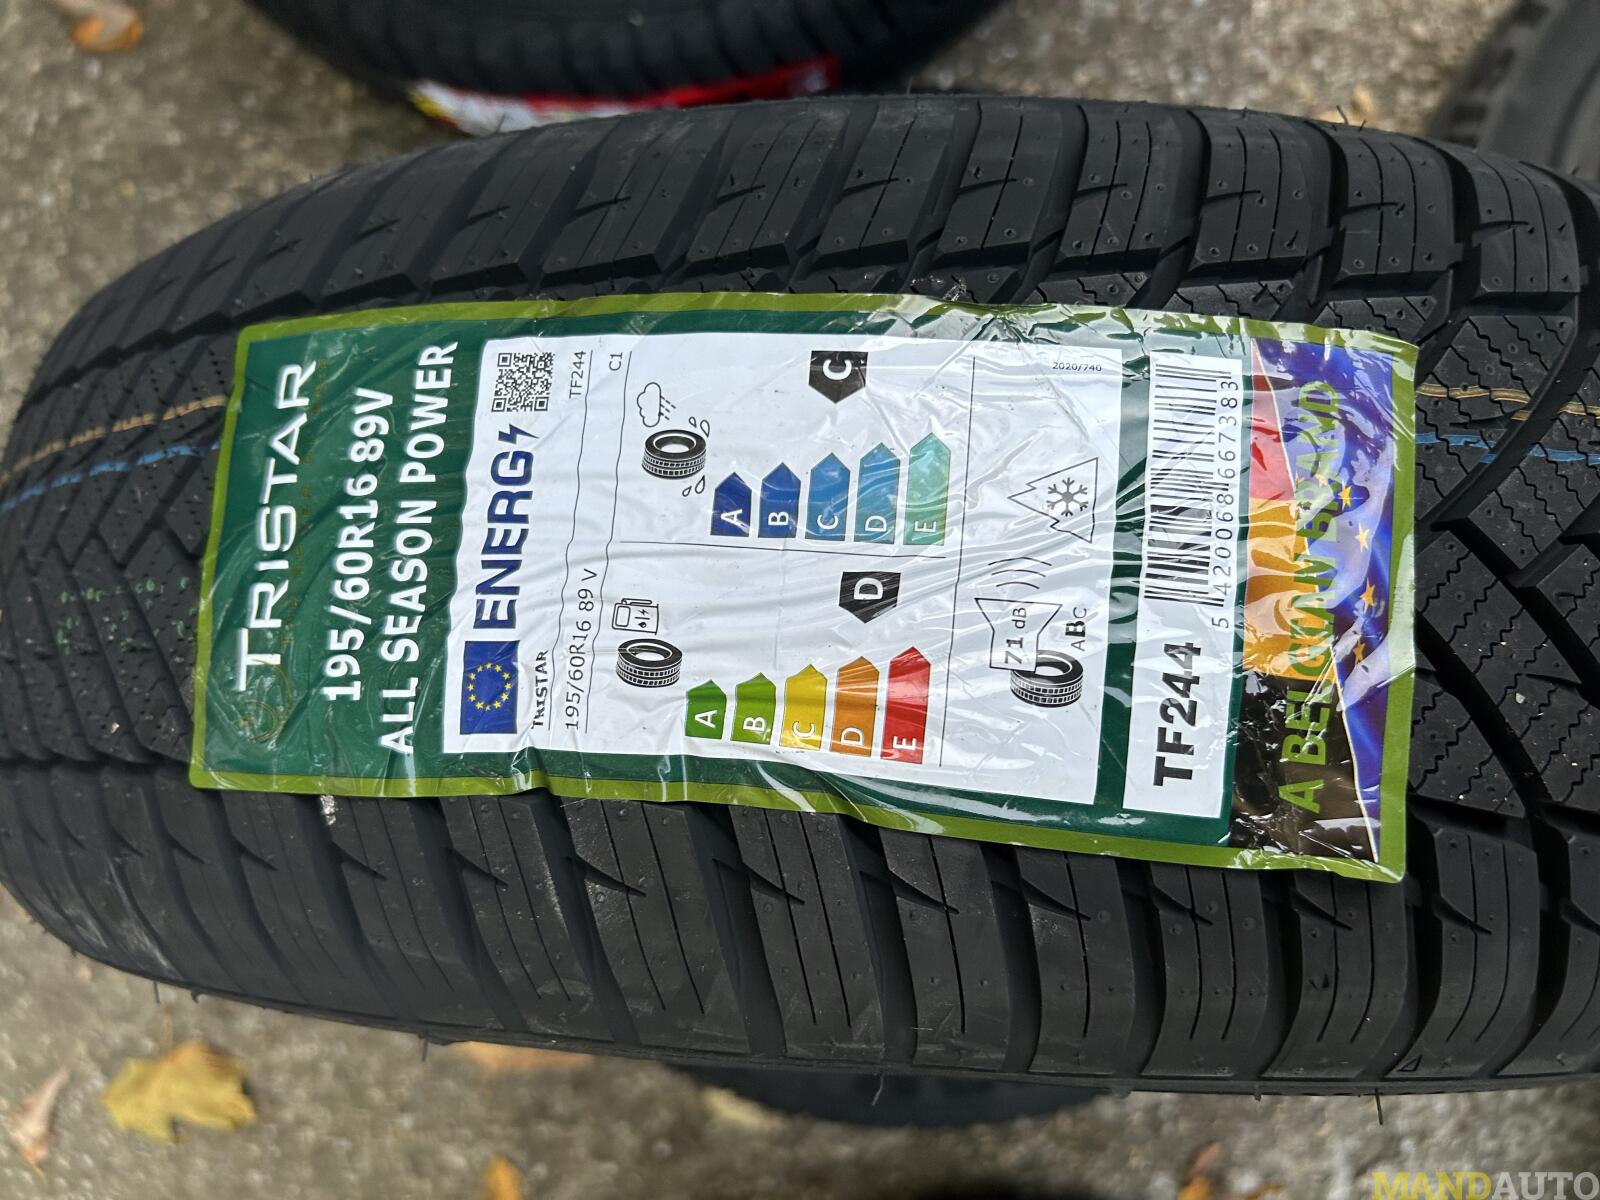 TRISTAR
195/60R16 89V
ALL SEASON POWER
ENERG
TRISTAR
TF244
195/60R16 89 V
C1
A
B
C
D
E
D
A
B
C
D
E
C
71 dB
ABC
2020/740
TF244
5 420068 667383
A BELGIAN BRAND
MANDAUTO